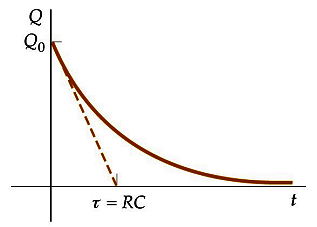 Q
Q₀
τ = RC
t